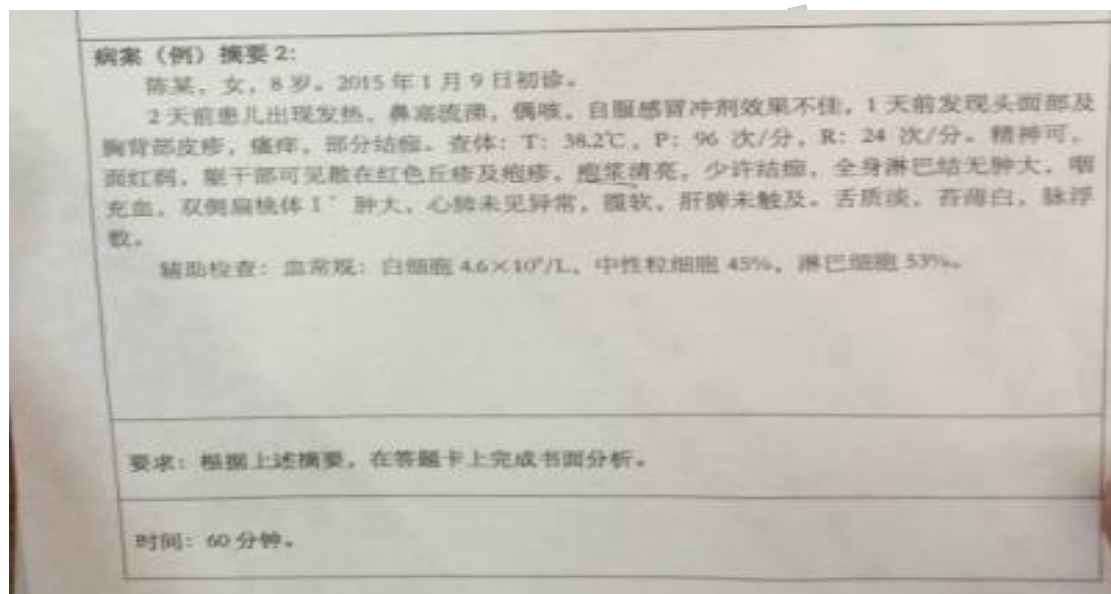 病案（例）摘要2：
陈某，女，8岁。2015年1月9日初诊。
2天前患儿出现发热，鼻塞流涕，偶咳，自服感冒冲剂效果不佳，1天前发现头面部及
胸背部皮疹，瘙痒，部分结痂。查体：T：38.2℃，P：96次/分，R：24次/分。精神可，
面红润，躯干部可见散在红色丘疹及疱疹，疱浆清亮，少许结痂，全身淋巴结无肿大，咽
充血，双侧扁桃体I°肿大，心肺未见异常，腹软，肝脾未触及。舌质淡，苔薄白，脉浮
数。
辅助检查：血常规：白细胞4.6×10⁹/L，中性粒细胞45%，淋巴细胞53%。
要求：根据上述摘要，在答题卡上完成书面分析。
时间：60分钟。